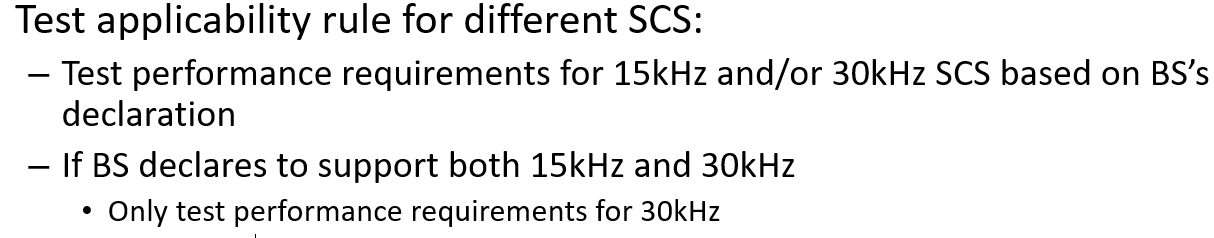 Test applicability rule for different SCS:
– Test performance requirements for 15kHz and/or 30kHz SCS based on BS’s
declaration
– If BS declares to support both 15kHz and 30kHz
• Only test performance requirements for 30kHz